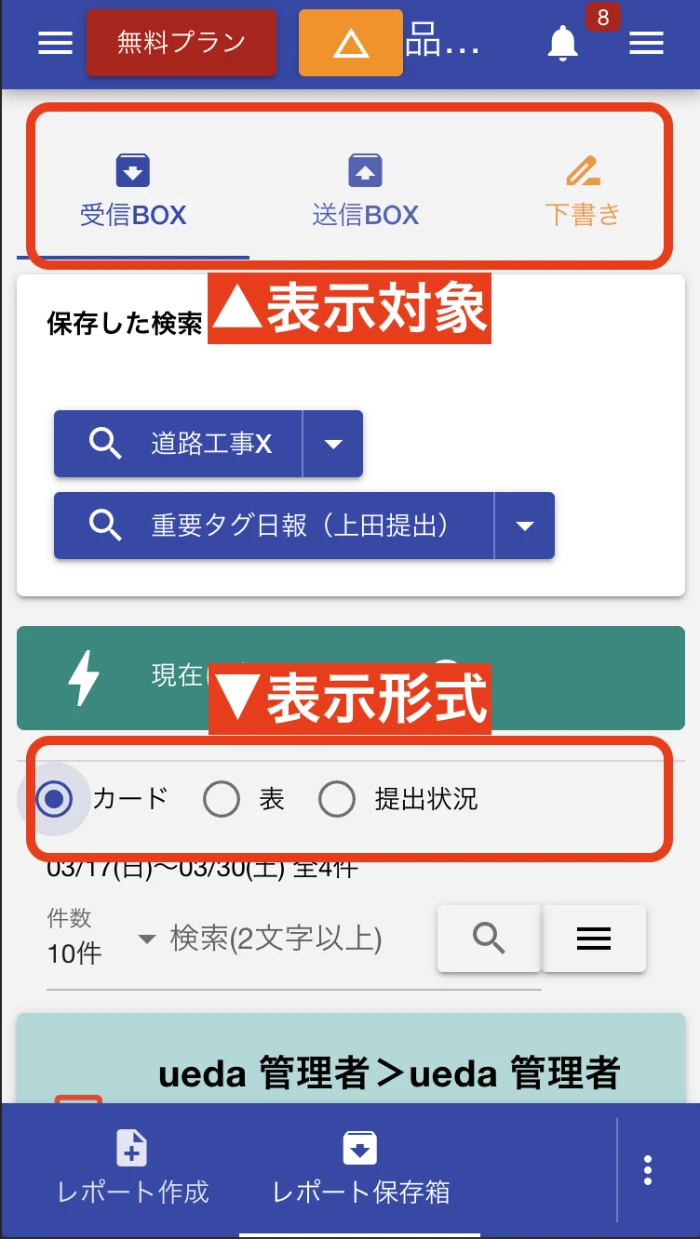 無料プラン
品...
8
受信BOX
送信BOX
下書き
▲表示対象
保存した検索
道路工事X
重要タグ日報（上田提出）
現在
▼表示形式
カード
表
提出状況
03/17(日)〜03/30(土) 全4件
件数
10件
検索(2文字以上)
ueda 管理者＞ueda 管理者
レポート作成
レポート保存箱